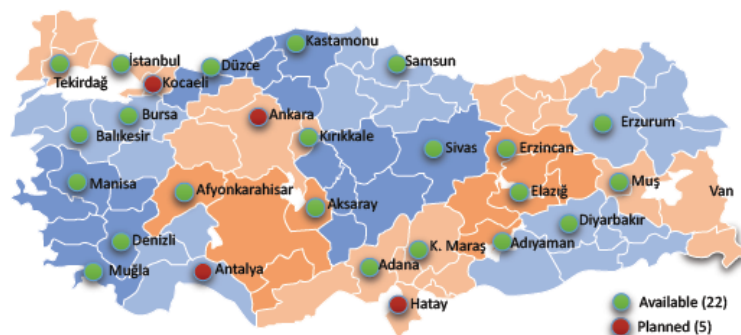 Kastamonu
İstanbul
Düzce
Samsun
Tekirdağ
Kocaeli
Bursa
Ankara
Erzurum
Balıkesir
Kırıkkale
Sivas
Erzincan
Manisa
Afyonkarahisar
Elazığ
Muş
Van
Aksaray
Diyarbakır
Denizli
K. Maraş
Adıyaman
Muğla
Antalya
Adana
Hatay
Available (22)
Planned (5)